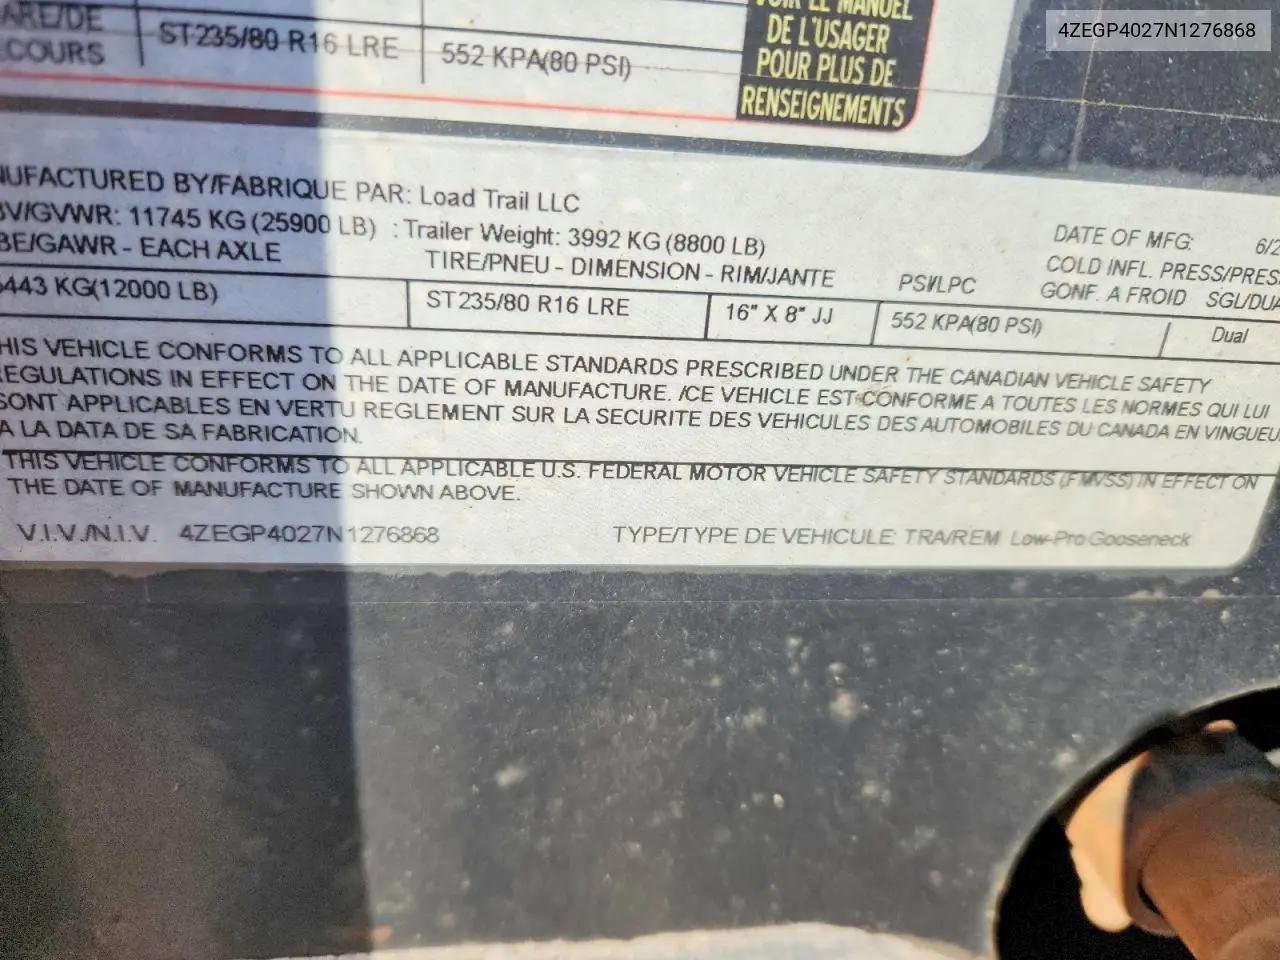 4ZEGP4027N1276868
VOIR LE MANUEL
DE L'USAGER
POUR PLUS DE
RENSEIGNEMENTS
ARE/DE
COURS
ST235/80 R16 LRE
552 KPA(80 PSI)
NUFACTURED BY/FABRIQUE PAR: Load Trail LLC
BV/GVWR: 11745 KG (25900 LB) : Trailer Weight: 3992 KG (8800 LB)
DATE OF MFG: 6/2
BE/GAWR - EACH AXLE
TIRE/PNEU - DIMENSION - RIM/JANTE
PSI/LPC
COLD INFL. PRESS/PRES
GONF. A FROID SGL/DUA
5443 KG(12000 LB)
ST235/80 R16 LRE
16" X 8" JJ
552 KPA(80 PSI)
Dual
HIS VEHICLE CONFORMS TO ALL APPLICABLE STANDARDS PRESCRIBED UNDER THE CANADIAN VEHICLE SAFETY
REGULATIONS IN EFFECT ON THE DATE OF MANUFACTURE. /CE VEHICLE EST CONFORME A TOUTES LES NORMES QUI LUI
SONT APPLICABLES EN VERTU REGLEMENT SUR LA SECURITE DES VEHICULES DES AUTOMOBILES DU CANADA EN VINGUEU
A LA DATA DE SA FABRICATION.
THIS VEHICLE CONFORMS TO ALL APPLICABLE U.S. FEDERAL MOTOR VEHICLE SAFETY STANDARDS (FMVSS) IN EFFECT ON
THE DATE OF MANUFACTURE SHOWN ABOVE.
V.I.V./N.I.V. 4ZEGP4027N1276868
TYPE/TYPE DE VEHICULE: TRA/REM Low-Pro Gooseneck